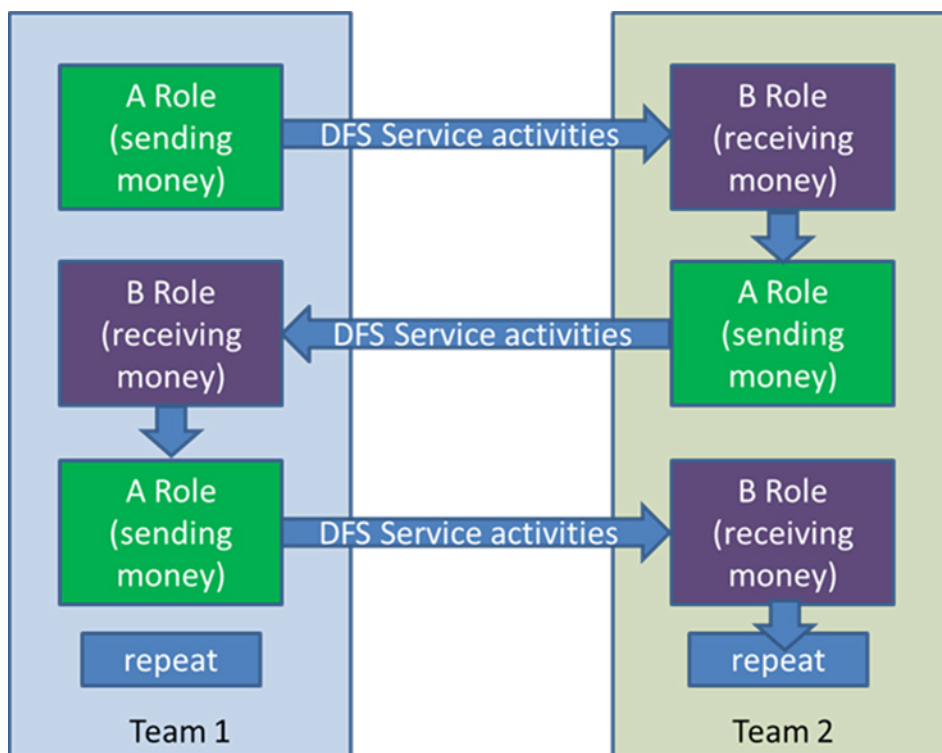 A Role
(sending
money)
DFS Service activities
B Role
(receiving
money)
B Role
(receiving
money)
DFS Service activities
A Role
(sending
money)
A Role
(sending
money)
DFS Service activities
B Role
(receiving
money)
repeat
repeat
Team 1
Team 2